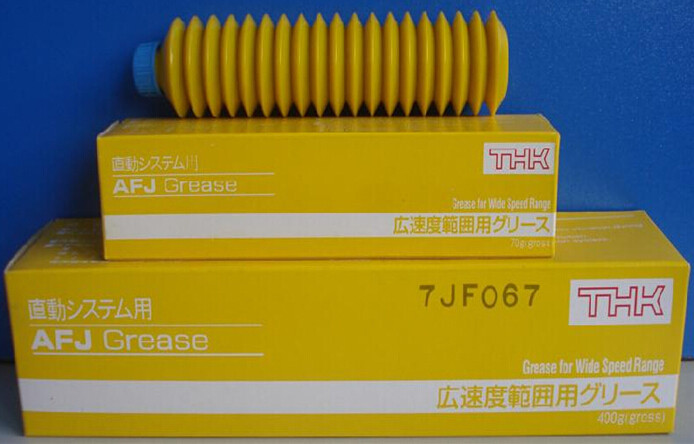 直動システム用
AFJ Grease
THK
Grease for Wide Speed Range
広速度範囲用グリース
70g(gross)
直動システム用
AFJ Grease
7JF067
THK
Grease for Wide Speed Range
広速度範囲用グリース
400g(gross)